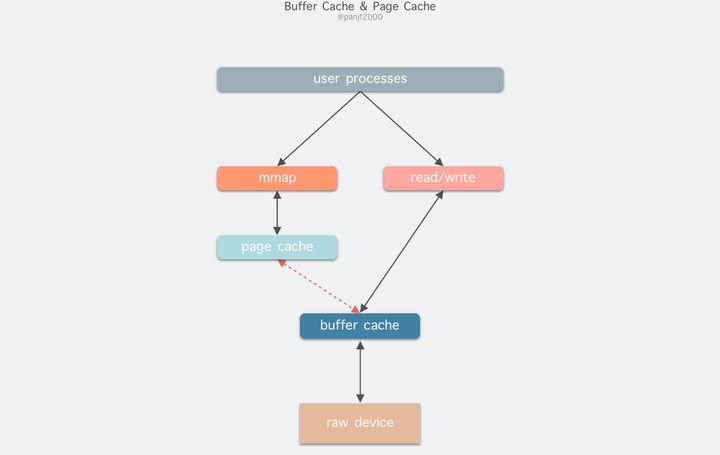 Buffer Cache & Page Cache
@panjf2000
user processes
mmap
read/write
page cache
buffer cache
raw device